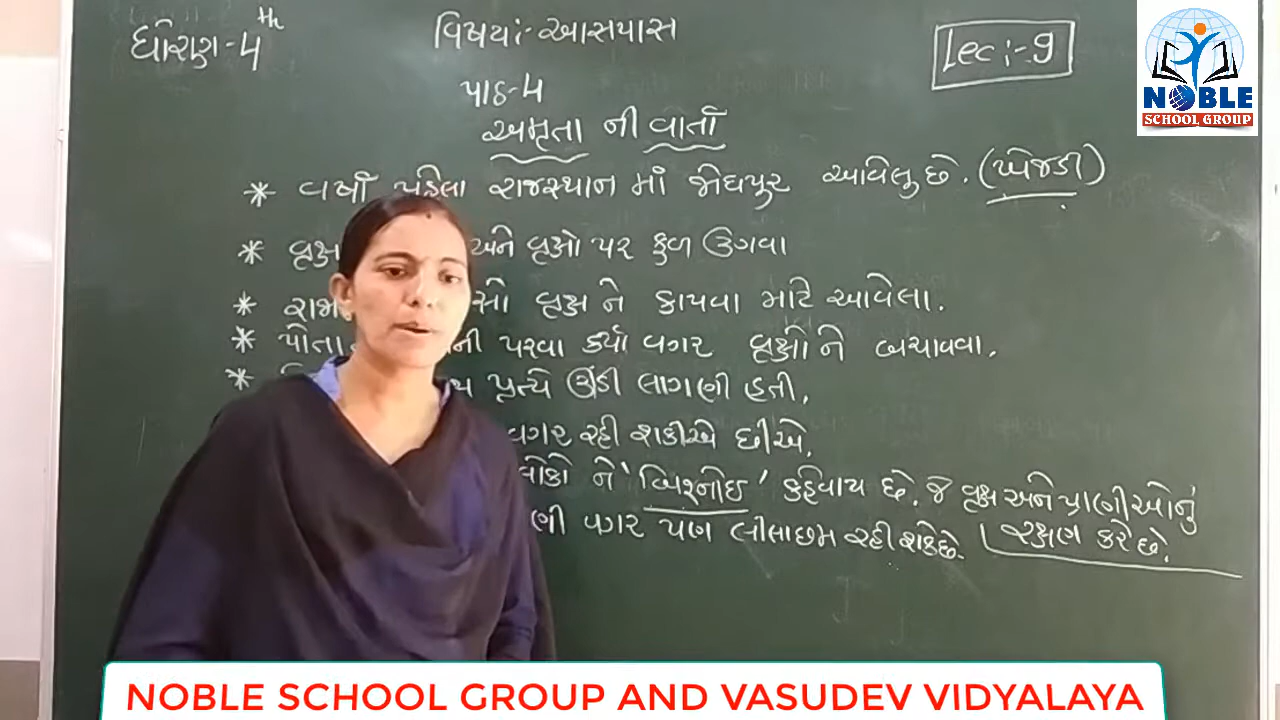 ધોરણ-4th
વિષય:-આસપાસ
Lec:-9
પાઠ-4
અમૃતા ની વાર્તા
* વર્ષો પહેલા રાજસ્થાન માં જોધપુર આવેલુ છે. (ખેજડી)
* વૃક્ષ અને વૃક્ષો પર ફળ ઉગવા
* રાજ સો વૃક્ષ ને કાપવા માટે આવેલા.
* પોતા ની પરવા કર્યા વગર વૃક્ષો ને બચાવવા.
* પ્રત્યે ઊંડી લાગણી હતી.
વગર રહી શકીએ છીએ.
લોકો ને 'બિશ્નોઈ' કહેવાય છે. જે વૃક્ષ અને પ્રાણીઓનું
રક્ષણ કરે છે.
ણી વગર પણ લીલાછમ રહી શકે છે.
NOBLE
SCHOOL GROUP
NOBLE SCHOOL GROUP AND VASUDEV VIDYALAYA